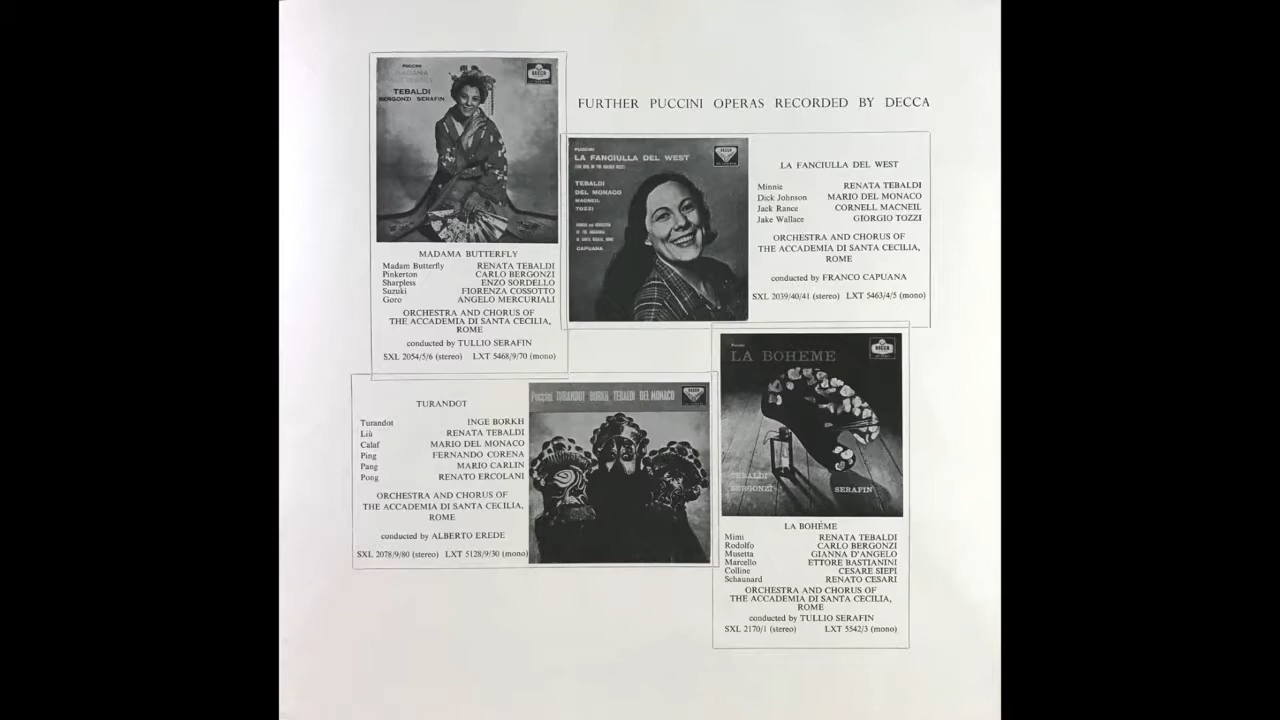 FURTHER PUCCINI OPERAS RECORDED BY DECCA
PUCCINI
MADAMA
BUTTERFLY
TEBALDI
BERGONZI SERAFIN
DECCA
MADAMA BUTTERFLY
Madam Butterfly RENATA TEBALDI
Pinkerton CARLO BERGONZI
Sharpless ENZO SORDELLO
Suzuki FIORENZA COSSOTTO
Goro ANGELO MERCURIALI
ORCHESTRA AND CHORUS OF
THE ACCADEMIA DI SANTA CECILIA,
ROME
conducted by TULLIO SERAFIN
SXL 2054/5/6 (stereo) LXT 5468/9/70 (mono)
PUCCINI
LA FANCIULLA DEL WEST
(THE GIRL OF THE GOLDEN WEST)
TEBALDI
DEL MONACO
MACNEIL
TOZZI
CAPUANA
DECCA
LA FANCIULLA DEL WEST
Minnie RENATA TEBALDI
Dick Johnson MARIO DEL MONACO
Jack Rance CORNELL MACNEIL
Jake Wallace GIORGIO TOZZI
ORCHESTRA AND CHORUS OF
THE ACCADEMIA DI SANTA CECILIA,
ROME
conducted by FRANCO CAPUANA
SXL 2039/40/41 (stereo) LXT 5463/4/5 (mono)
TURANDOT
Turandot INGE BORKH
Liù RENATA TEBALDI
Calaf MARIO DEL MONACO
Ping FERNANDO CORENA
Pang MARIO CARLIN
Pong RENATO ERCOLANI
ORCHESTRA AND CHORUS OF
THE ACCADEMIA DI SANTA CECILIA,
ROME
conducted by ALBERTO EREDE
SXL 2078/9/80 (stereo) LXT 5128/9/30 (mono)
Puccini TURANDOT BORKH TEBALDI DEL MONACO
DECCA
Puccini
LA BOHEME
DECCA
TEBALDI
BERGONZI SERAFIN
LA BOHÈME
Mimi RENATA TEBALDI
Rodolfo CARLO BERGONZI
Musetta GIANNA D'ANGELO
Marcello ETTORE BASTIANINI
Colline CESARE SIEPI
Schaunard RENATO CESARI
ORCHESTRA AND CHORUS OF
THE ACCADEMIA DI SANTA CECILIA,
ROME
conducted by TULLIO SERAFIN
SXL 2170/1 (stereo) LXT 5542/3 (mono)